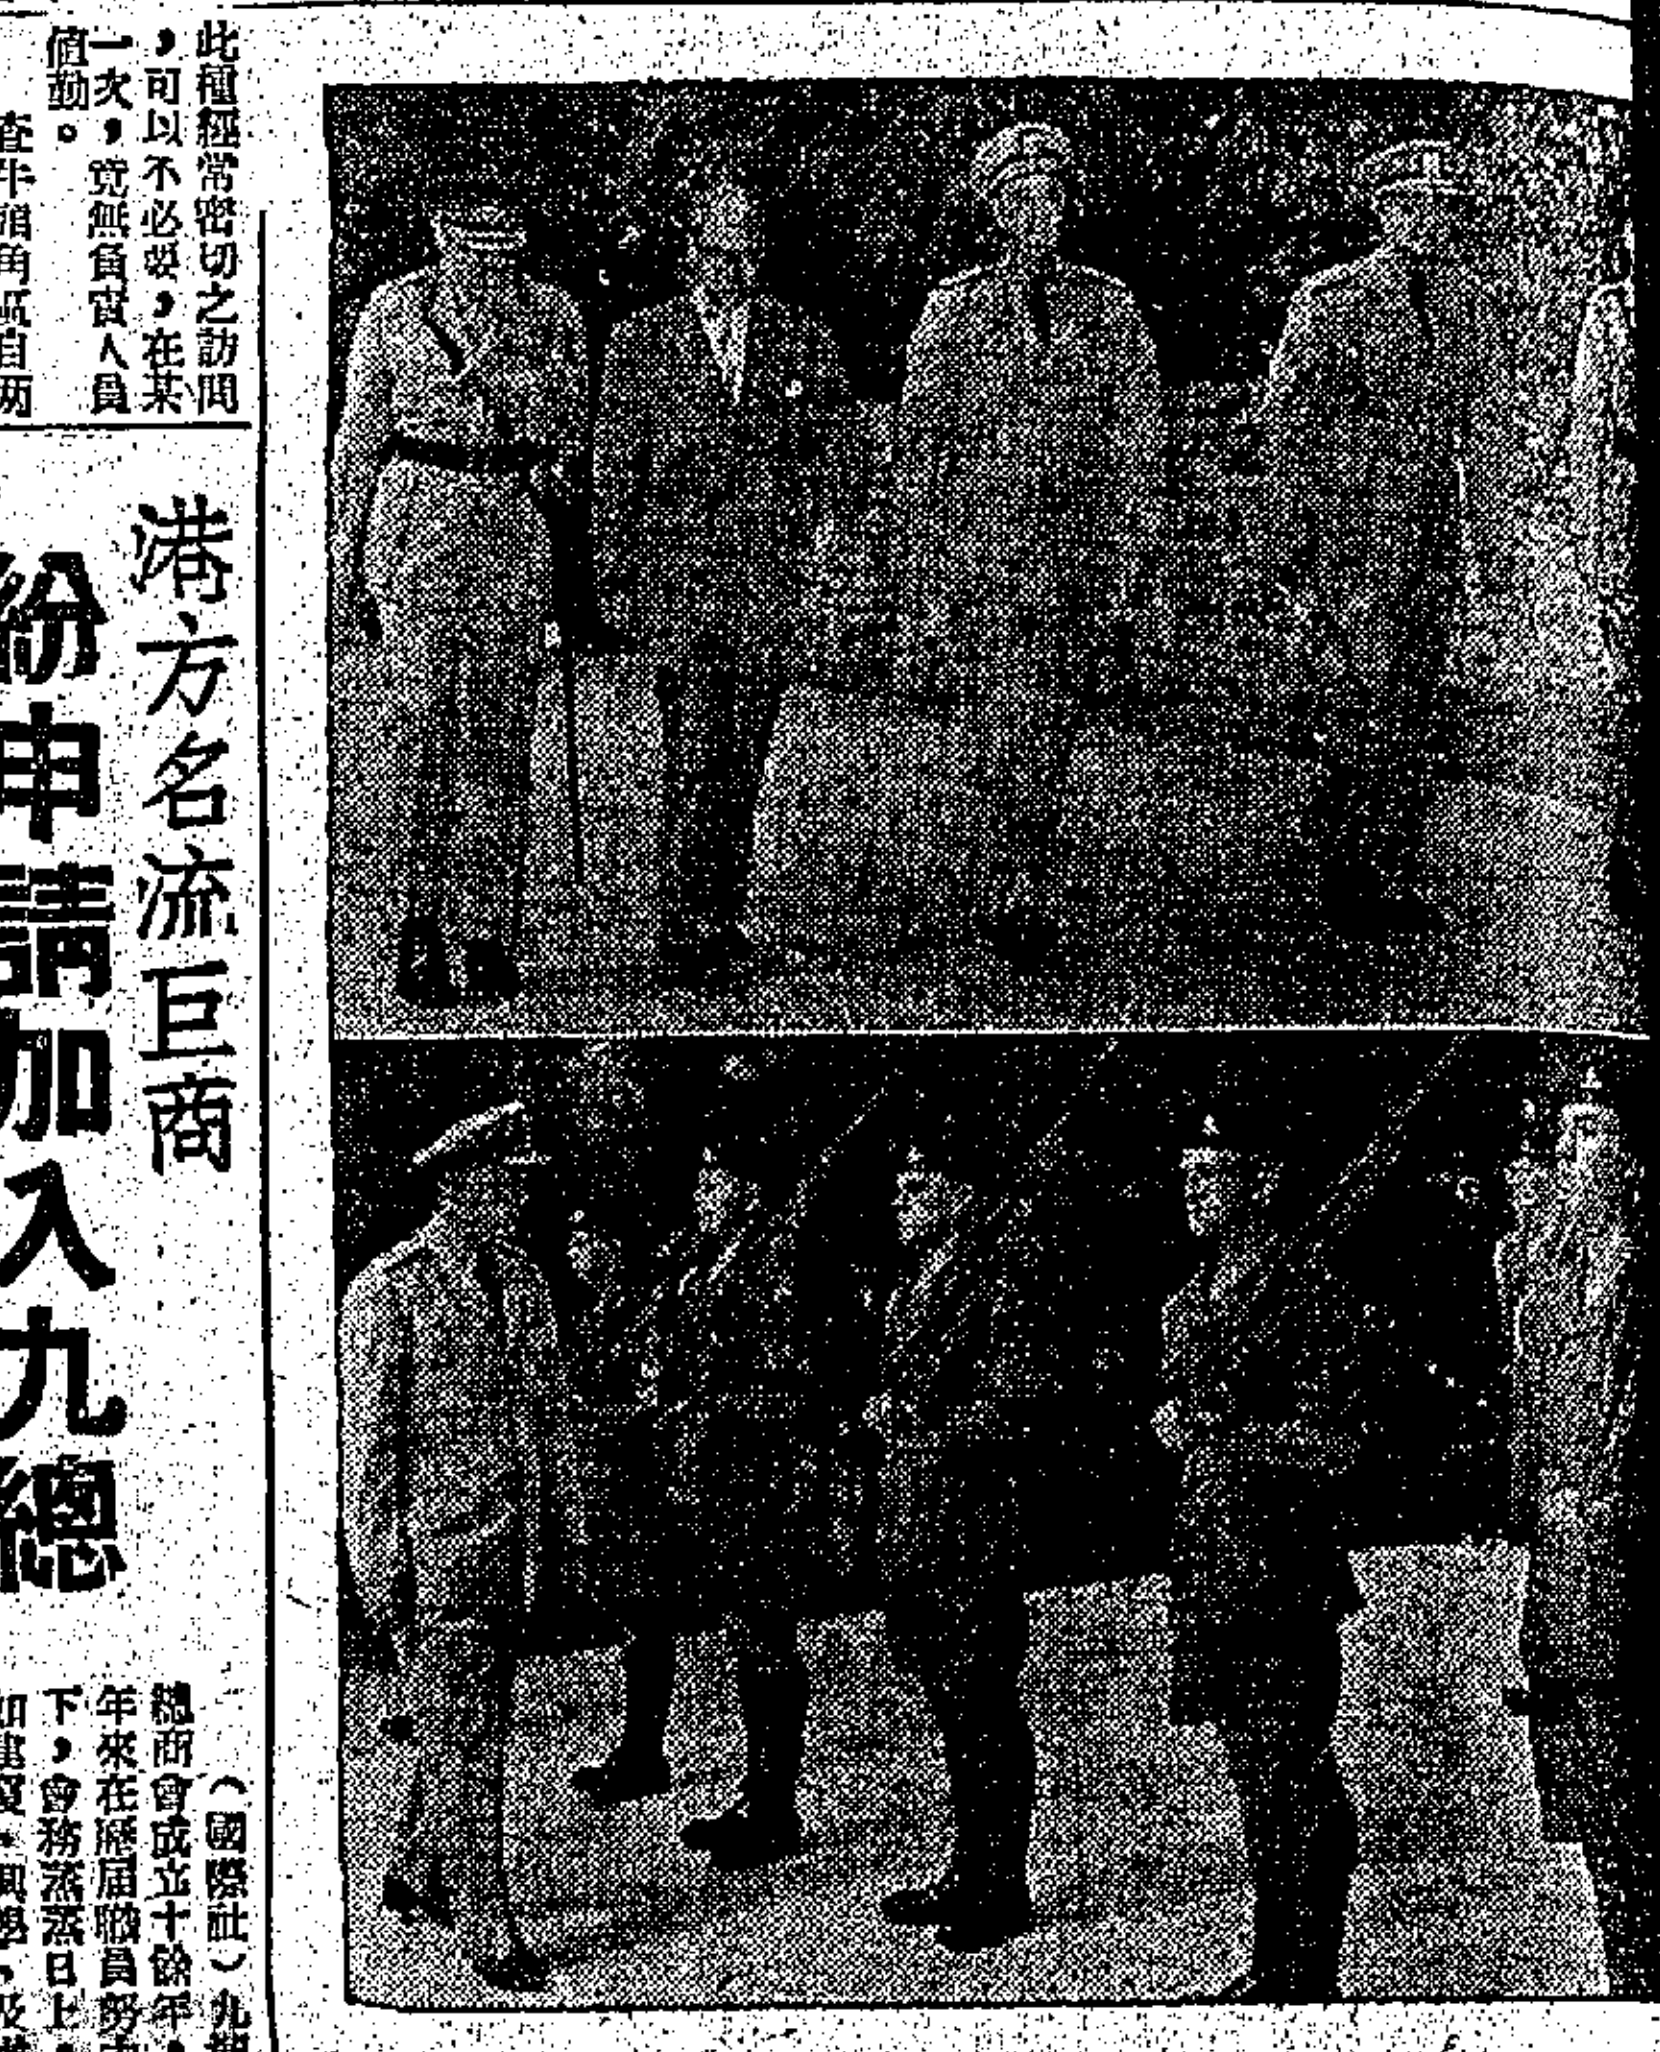 此種經常密切之訪問
，可以不必要，在某
一次，竟無負責人員
值勤。
港方名流巨商
紛申請加入九總
（國際社）九
總商會成立十餘年，
年來在歷屆職員努
下，會務蒸蒸日上，